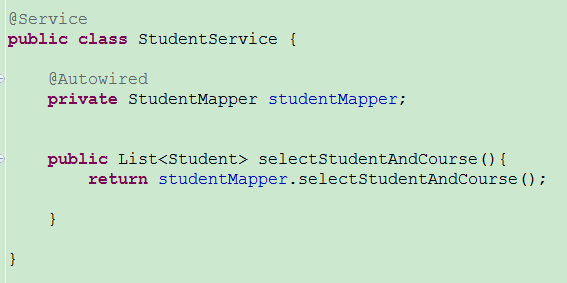 @Service
public class StudentService {
@Autowired
private StudentMapper studentMapper;
public List<Student> selectStudentAndCourse(){
return studentMapper.selectStudentAndCourse();
}
}